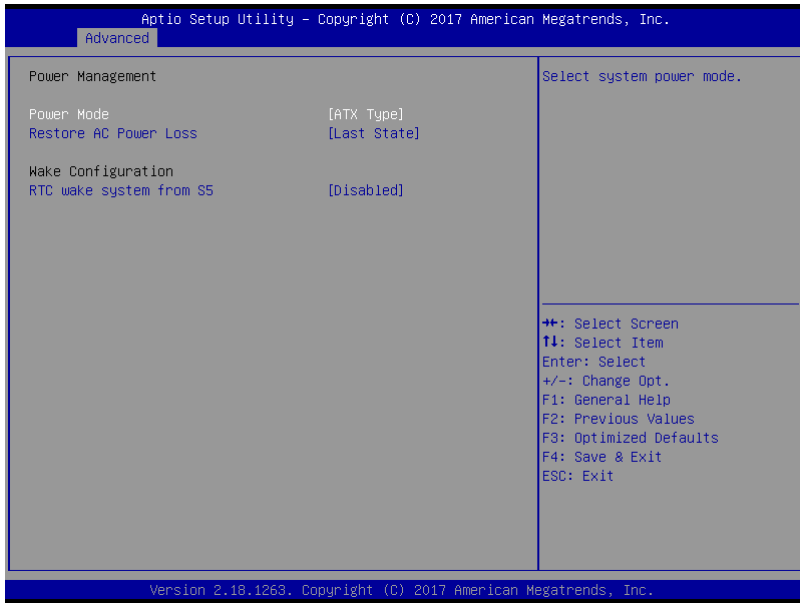 Aptio Setup Utility – Copyright (C) 2017 American Megatrends, Inc.
Advanced
Power Management
Power Mode [ATX Type]
Restore AC Power Loss [Last State]
Wake Configuration
RTC wake system from S5 [Disabled]
Select system power mode.
→←: Select Screen
↑↓: Select Item
Enter: Select
+/-: Change Opt.
F1: General Help
F2: Previous Values
F3: Optimized Defaults
F4: Save & Exit
ESC: Exit
Version 2.18.1263. Copyright (C) 2017 American Megatrends, Inc.